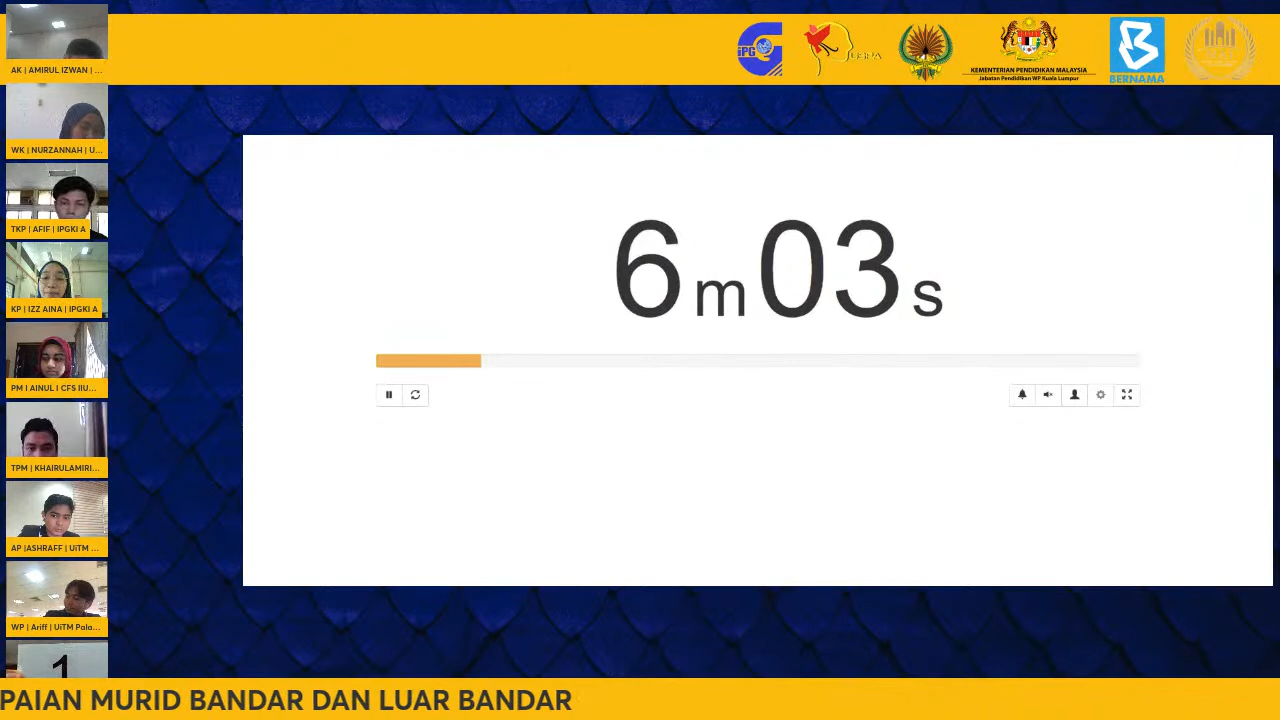 AK | AMIRUL IZWAN | ...
WK | NURZANNAH | U...
TKP | AFIF | IPGKI A
KP | IZZ AINA | IPGKI A
PM I AINUL I CFS IIU...
TPM | KHAIRULAMIRI...
AP |ASHRAFF | UiTM ...
WP | Ariff | UiTM Pala...
1
IPG
KEMENTERIAN PENDIDIKAN MALAYSIA
Jabatan Pendidikan WP Kuala Lumpur
BERNAMA
6m03s
PAIAN MURID BANDAR DAN LUAR BANDAR